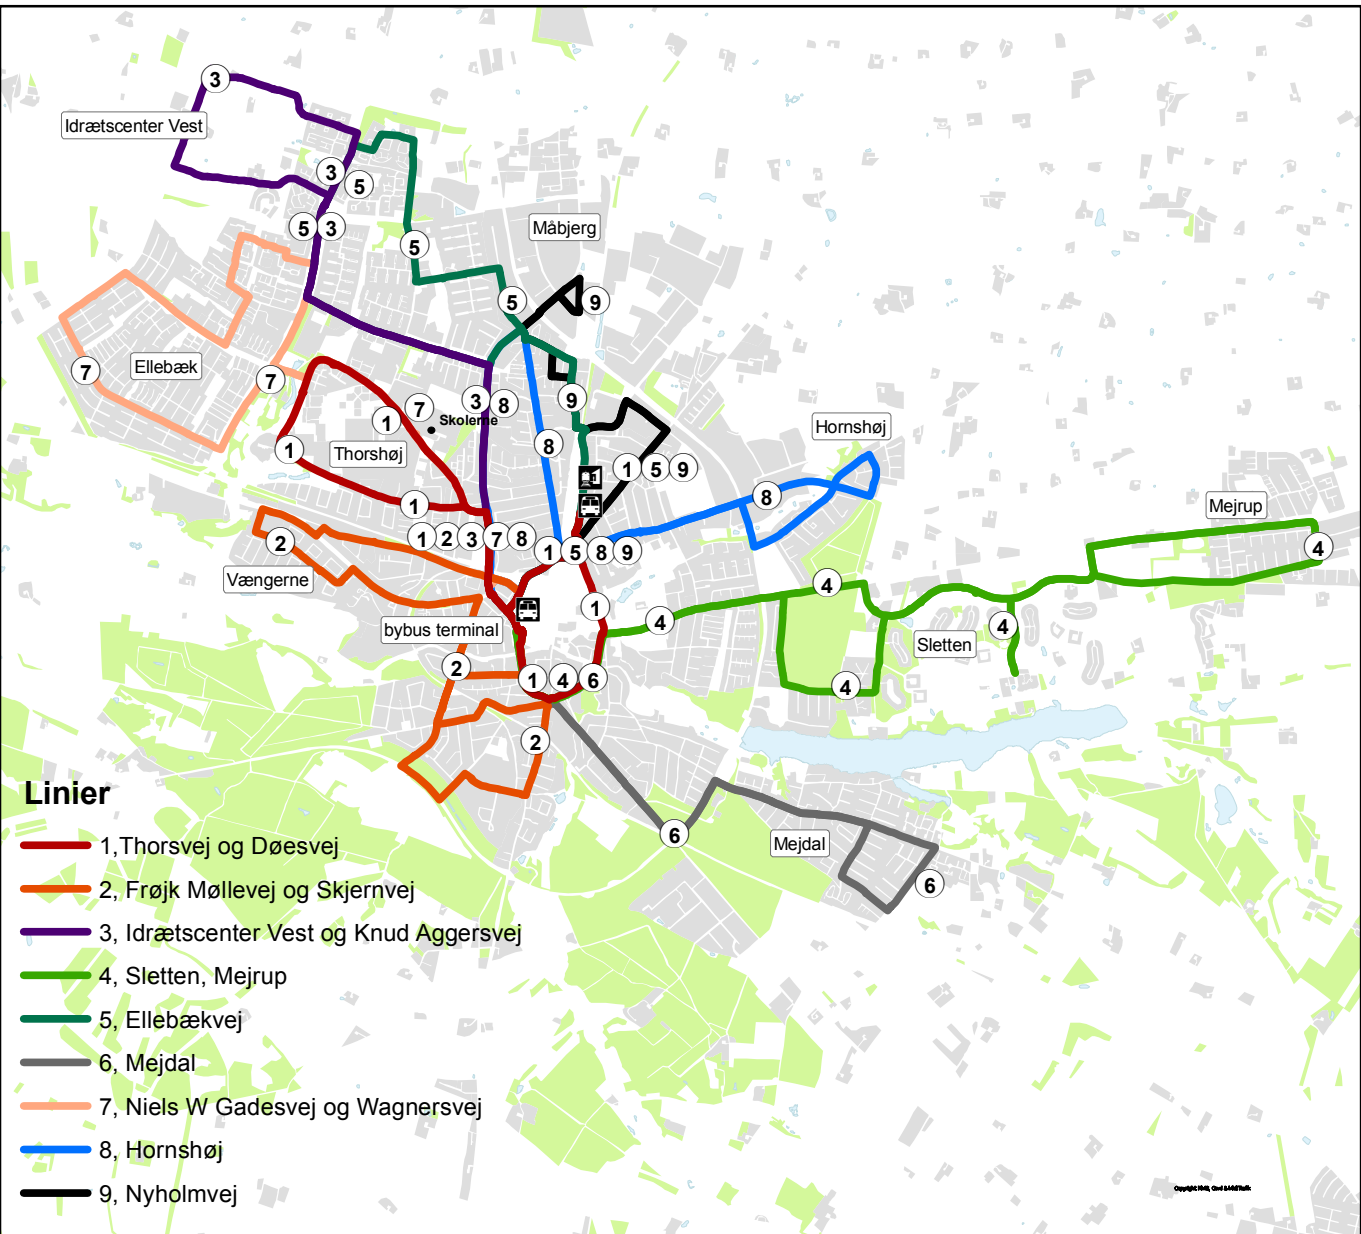 3
Idrætscenter Vest
3
5
5 3
Måbjerg
5
5
9
Ellebæk
7
7
3 8
9
7
1
Skolerne
Hornshøj
1
Thorshøj
8
1 5 9
8
Mejrup
1
1 2 3 7 8
1 5 8 9
2
4
Vængerne
4
1
4
bybus terminal
4
Sletten
2
1 4 6
4
2
Linier
6
Mejdal
6
1,Thorsvej og Døesvej
2, Frøjk Møllevej og Skjernvej
3, Idrætscenter Vest og Knud Aggersvej
4, Sletten, Mejrup
5, Ellebækvej
6, Mejdal
7, Niels W Gadesvej og Wagnersvej
8, Hornshøj
9, Nyholmvej